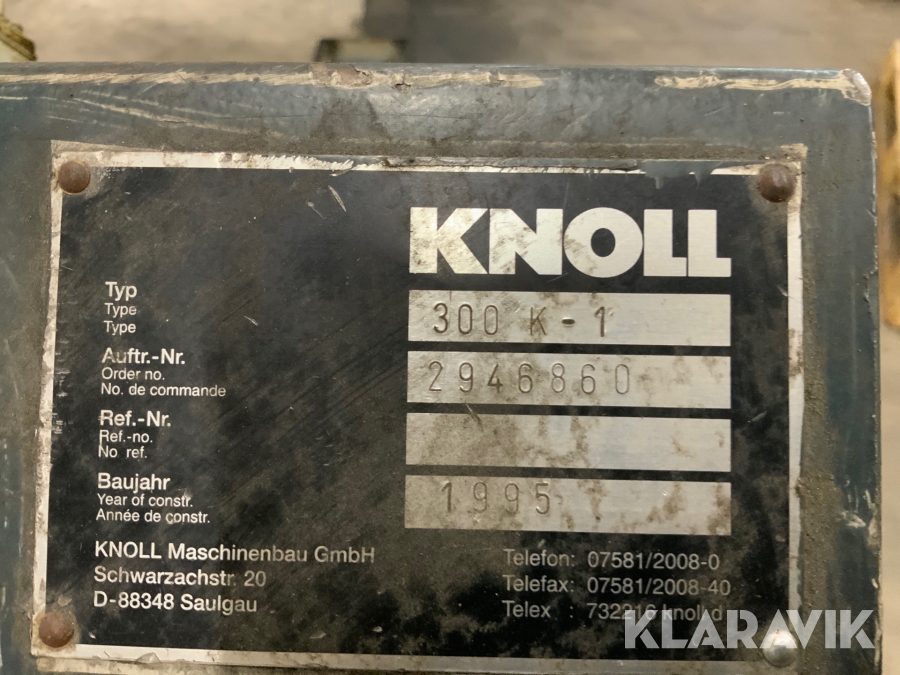 KNOLL
Typ
Type
Type
300 K-1
Auftr.-Nr.
Order no.
No. de commande
2946860
Ref.-Nr.
Ref.-no.
No ref.
Baujahr
Year of constr.
Année de constr.
1995
KNOLL Maschinenbau GmbH
Schwarzachstr. 20
D-88348 Saulgau
Telefon: 07581/2008-0
Telefax: 07581/2008-40
Telex : 732216 knoll d
KLARAVIK